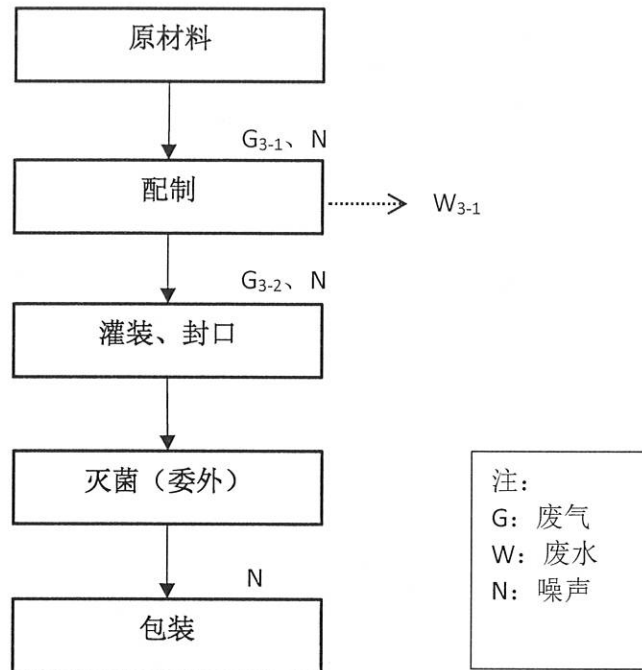 原材料
G₃₋₁、N
配制
W₃₋₁
G₃₋₂、N
灌装、封口
灭菌（委外）
N
包装
注：
G：废气
W：废水
N：噪声